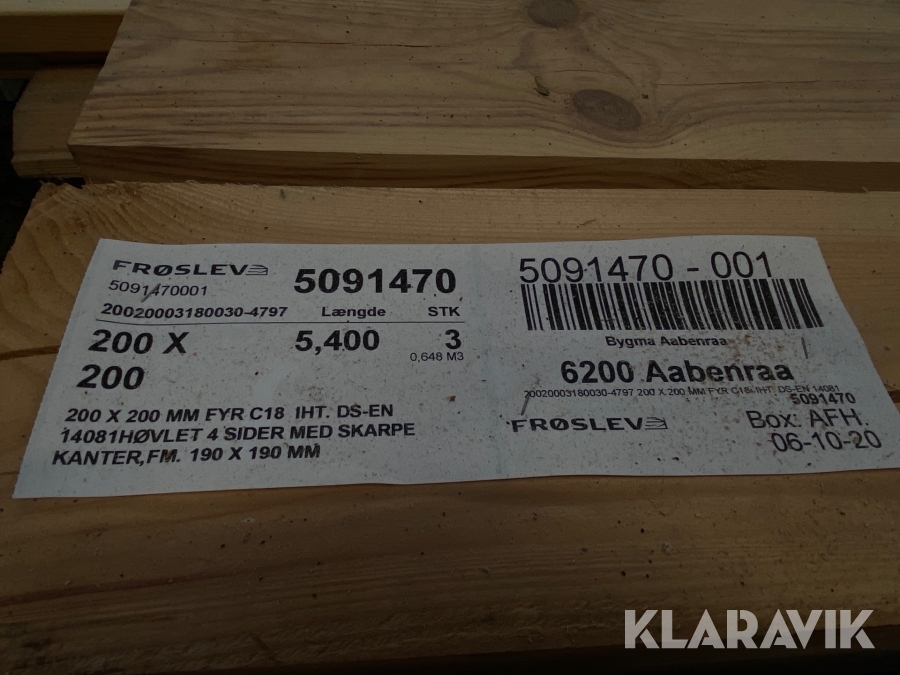 FRØSLEV
5091470001
5091470
20020003180030-4797 Længde STK
200 X
200
5,400 3
0,648 M3
200 X 200 MM FYR C18 IHT. DS-EN
14081HØVLET 4 SIDER MED SKARPE
KANTER,FM. 190 X 190 MM
5091470 - 001
Bygma Aabenraa
6200 Aabenraa
20020003180030-4797 200 X 200 MM FYR C18 IHT. DS-EN 14081
5091470
FRØSLEV
Box: AFH.
06-10-20
KLARAVIK